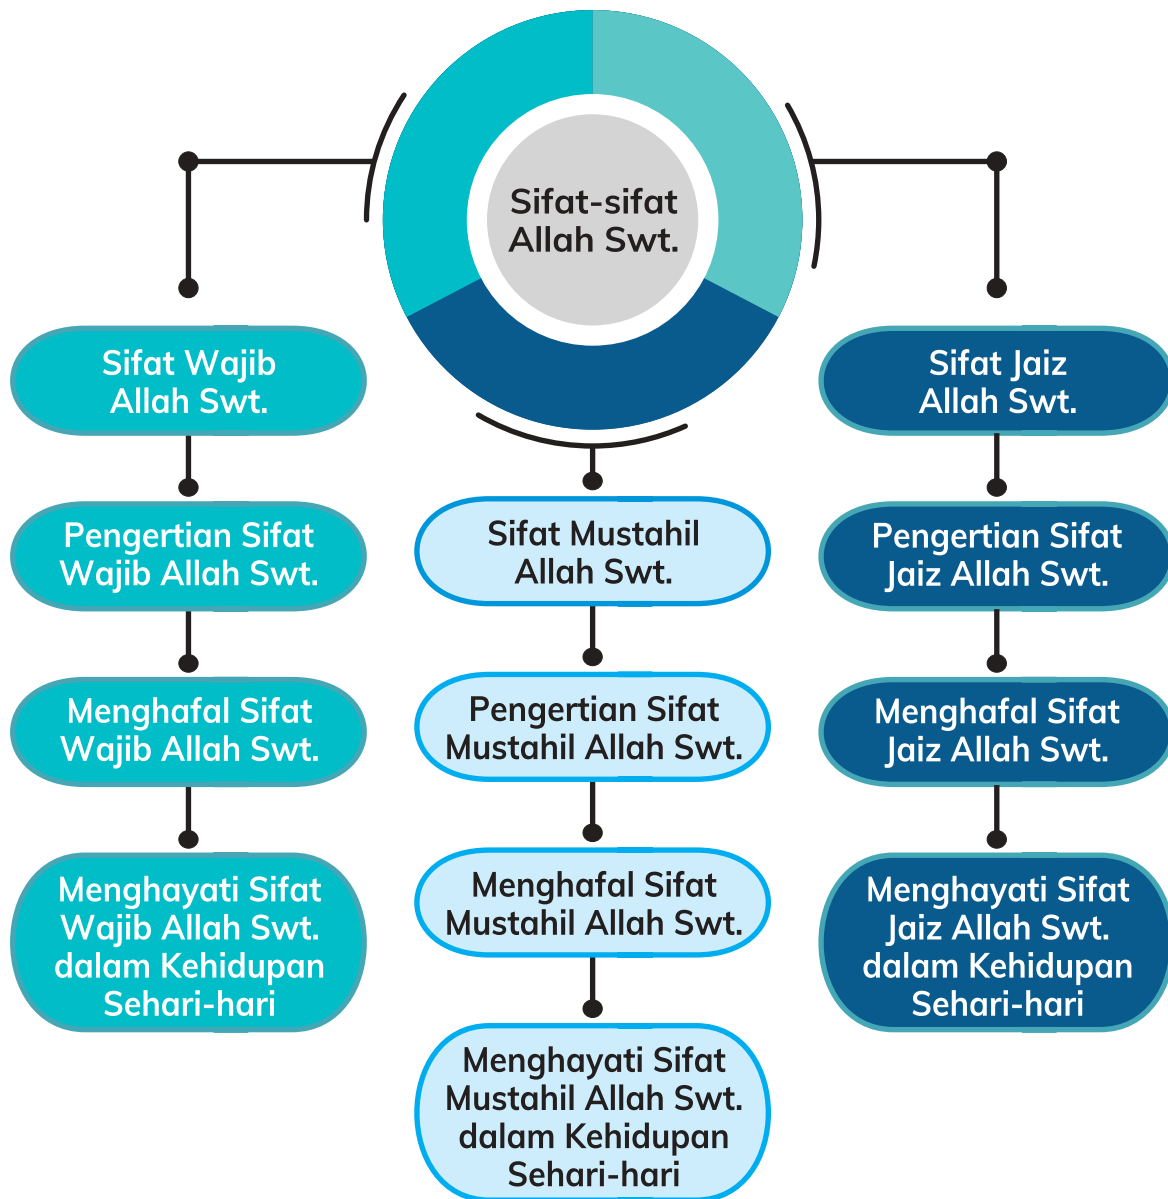 Sifat-sifat
Allah Swt.
Sifat Wajib
Allah Swt.
Pengertian Sifat
Wajib Allah Swt.
Menghafal Sifat
Wajib Allah Swt.
Menghayati Sifat
Wajib Allah Swt.
dalam Kehidupan
Sehari-hari
Sifat Mustahil
Allah Swt.
Pengertian Sifat
Mustahil Allah Swt.
Menghafal Sifat
Mustahil Allah Swt.
Menghayati Sifat
Mustahil Allah Swt.
dalam Kehidupan
Sehari-hari
Sifat Jaiz
Allah Swt.
Pengertian Sifat
Jaiz Allah Swt.
Menghafal Sifat
Jaiz Allah Swt.
Menghayati Sifat
Jaiz Allah Swt.
dalam Kehidupan
Sehari-hari